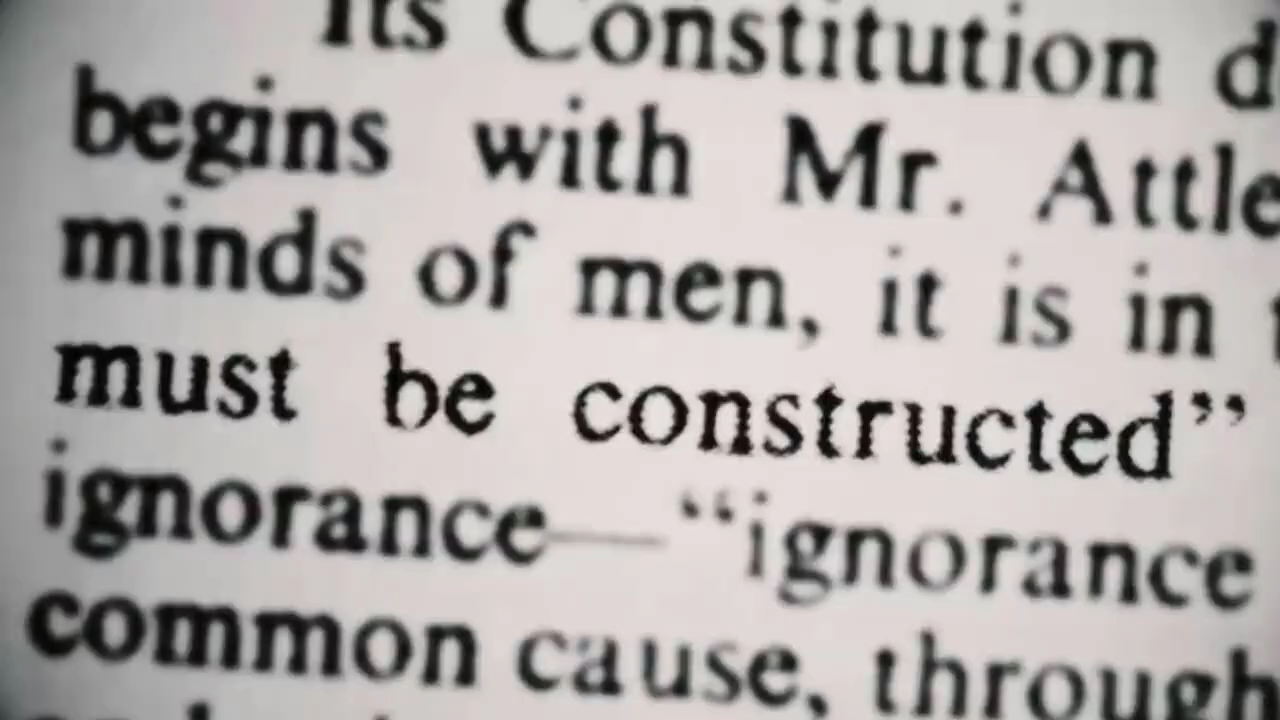 Its Constitution d
begins with Mr. Attle
minds of men, it is in t
must be constructed”
ignorance—“ignorance
common cause, through